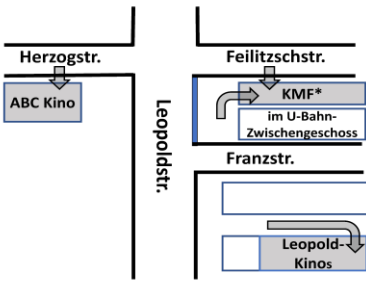 Herzogstr.
Feilitzschstr.
ABC Kino
KMF*
im U-Bahn-
Zwischengeschoss
Leopoldstr.
Franzstr.
Leopold-
Kinos